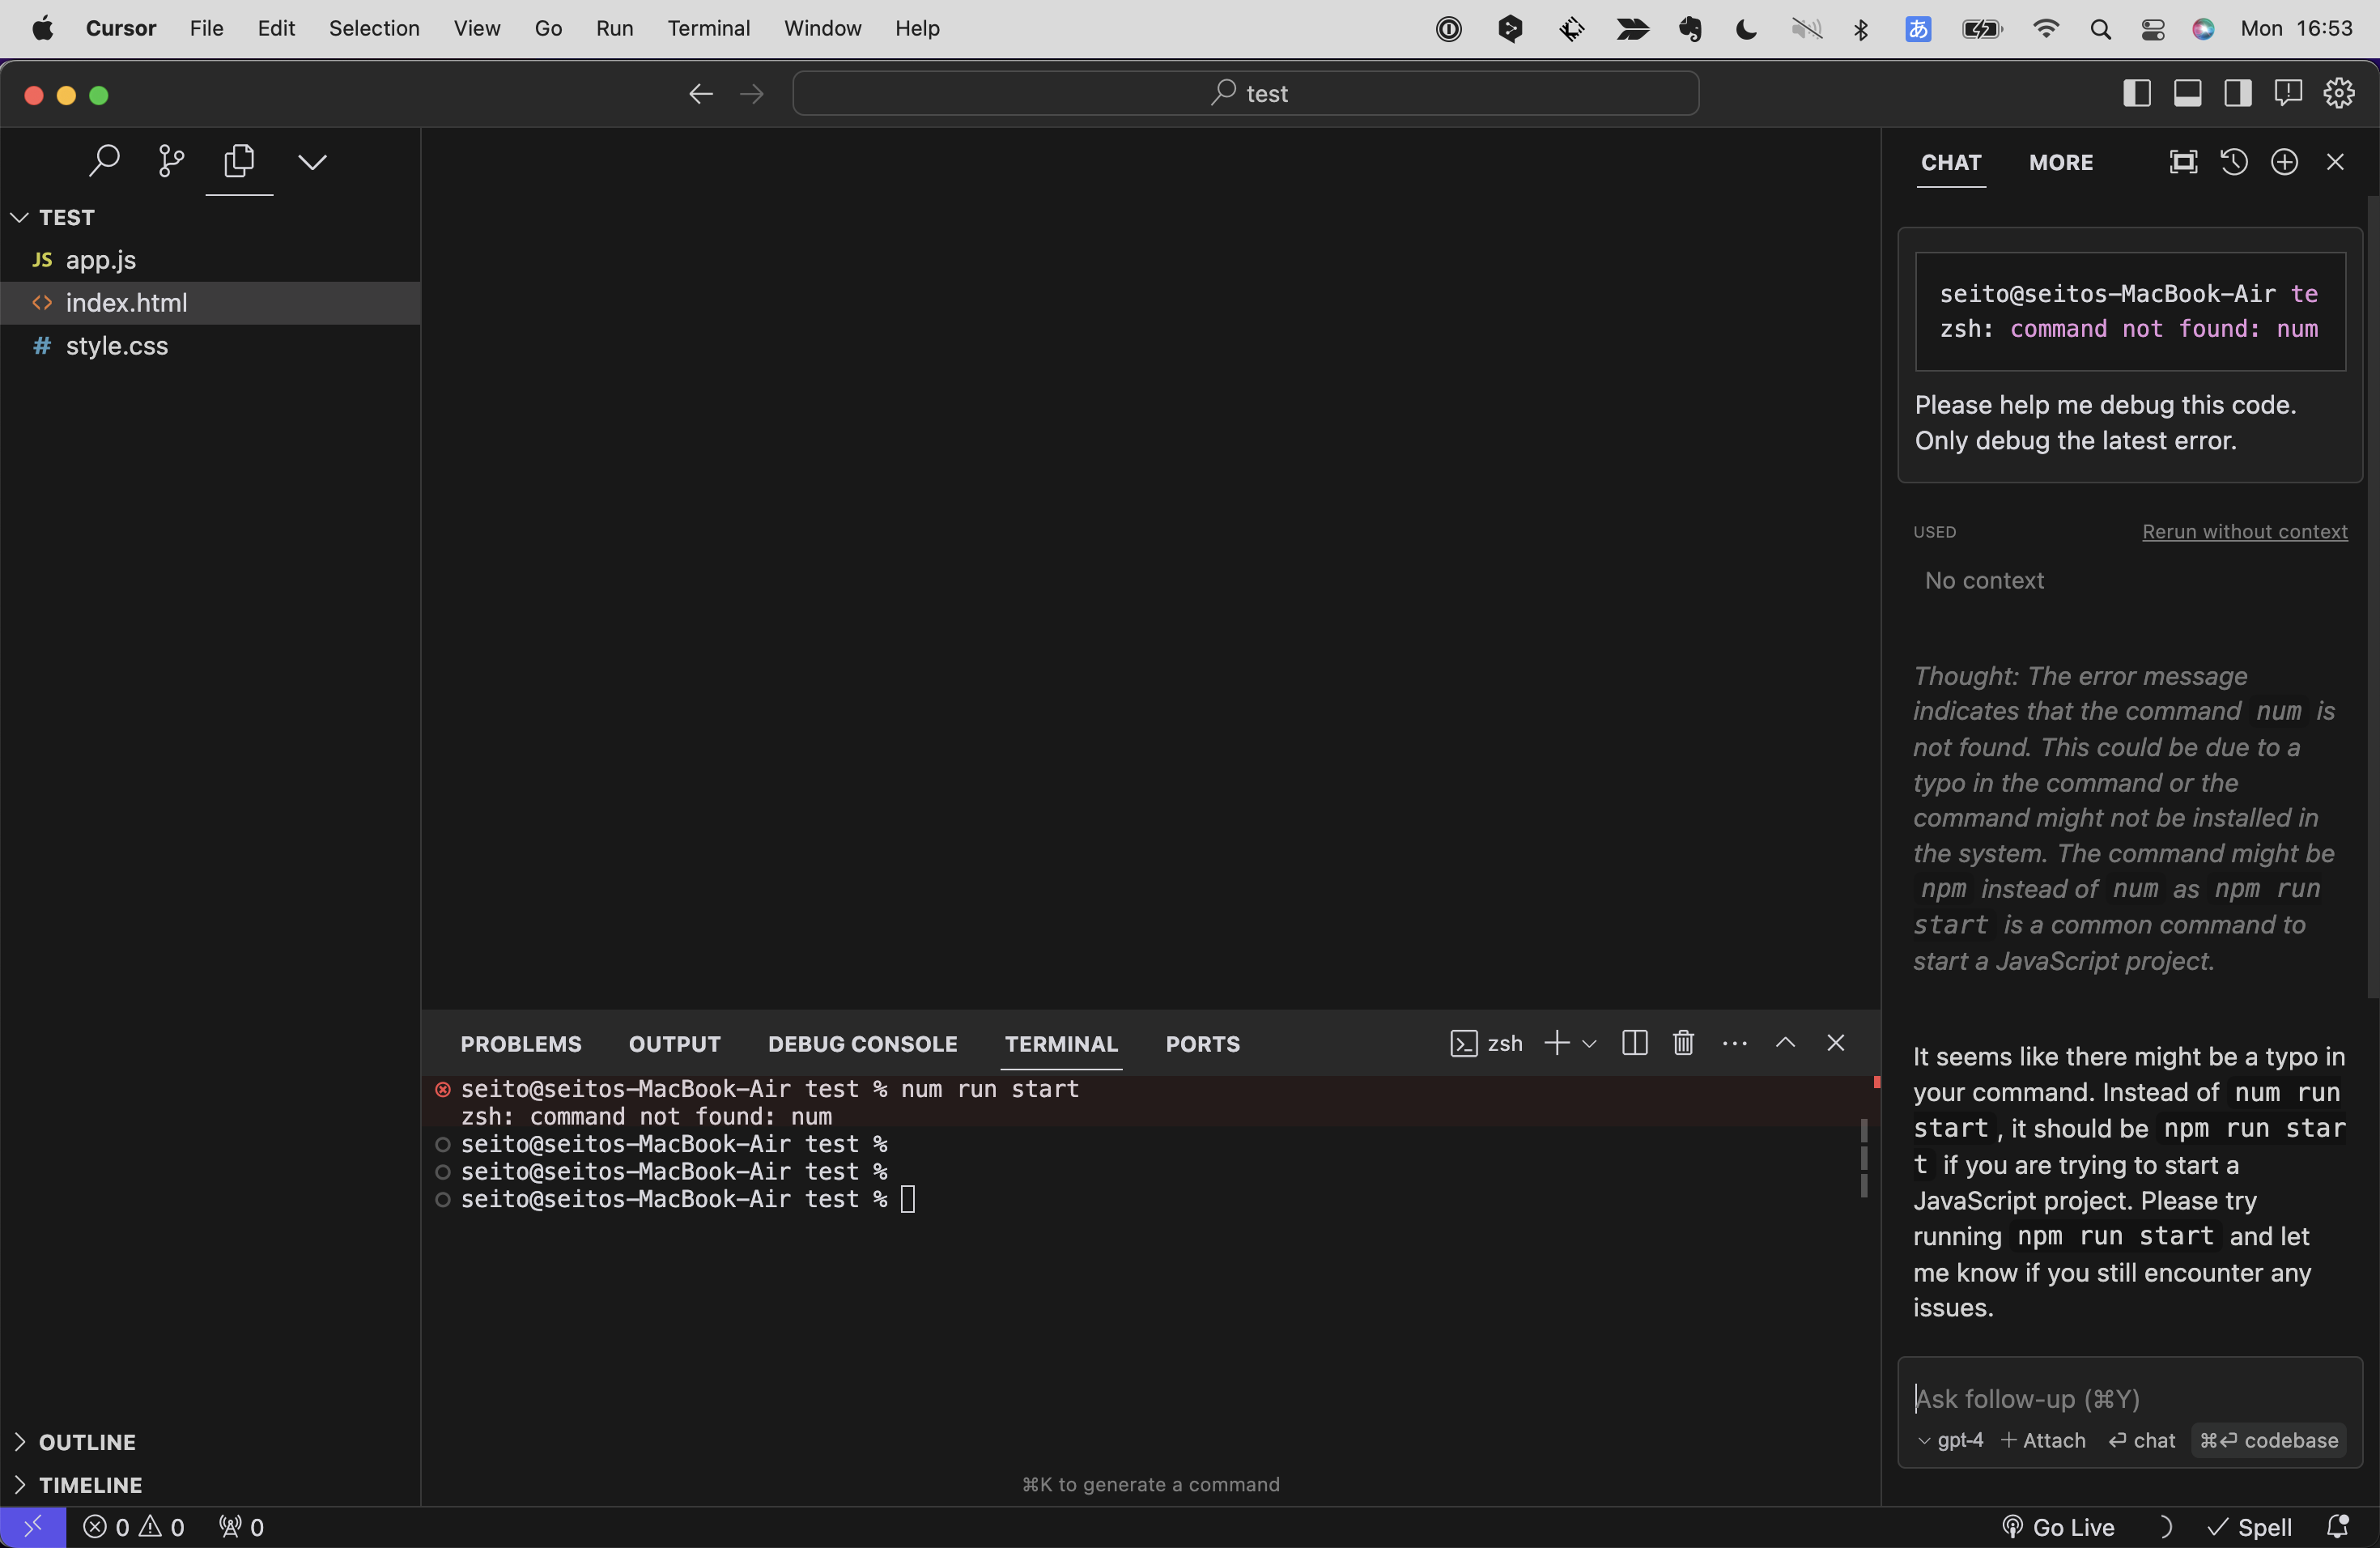 Cursor File Edit Selection View Go Run Terminal Window Help
あ Mon 16:53
test
CHAT MORE
TEST
JS app.js
<> index.html
# style.css
seito@seitos-MacBook-Air te
zsh: command not found: num
Please help me debug this code.
Only debug the latest error.
USED Rerun without context
No context
Thought: The error message
indicates that the command num is
not found. This could be due to a
typo in the command or the
command might not be installed in
the system. The command might be
npm instead of num as npm run
start is a common command to
start a JavaScript project.
It seems like there might be a typo in
your command. Instead of num run
start , it should be npm run star
t if you are trying to start a
JavaScript project. Please try
running npm run start and let
me know if you still encounter any
issues.
PROBLEMS OUTPUT DEBUG CONSOLE TERMINAL PORTS zsh
seito@seitos-MacBook-Air test % num run start
zsh: command not found: num
seito@seitos-MacBook-Air test %
seito@seitos-MacBook-Air test %
seito@seitos-MacBook-Air test %
⌘K to generate a command
Ask follow-up (⌘Y)
gpt-4 + Attach ⏎ chat ⌘⏎ codebase
OUTLINE
TIMELINE
0 0 0
Go Live Spell